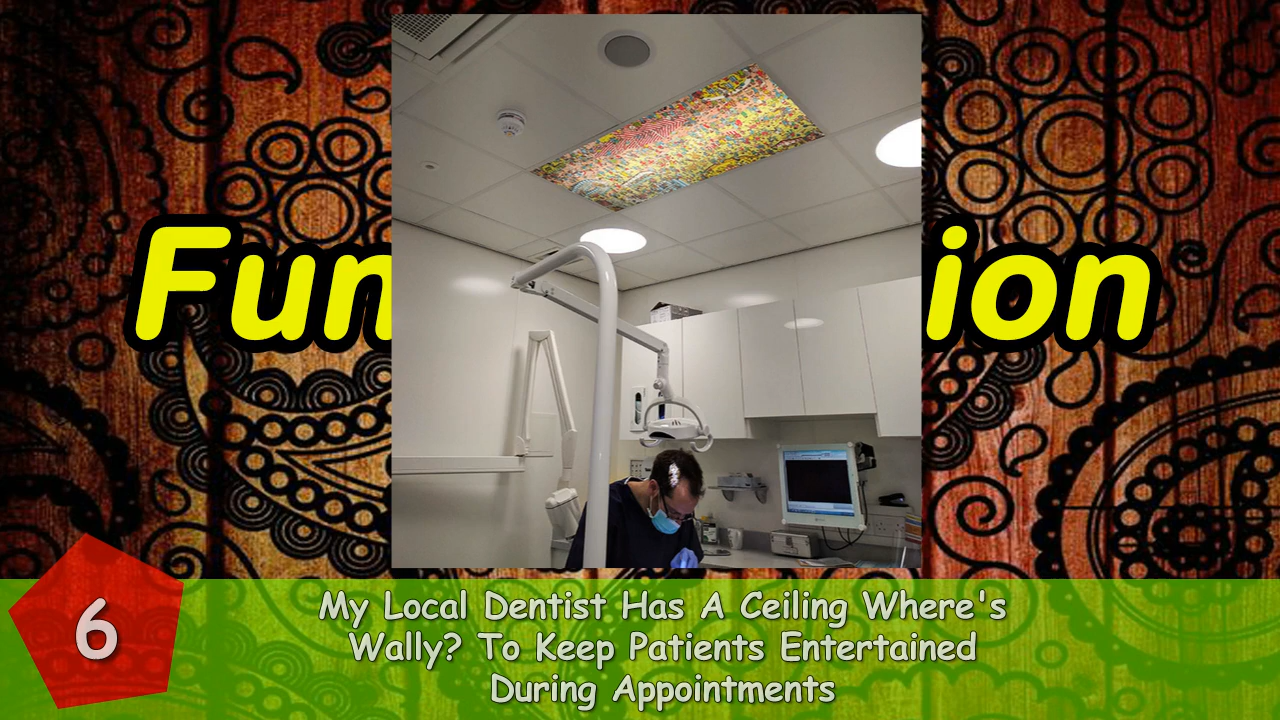 Fun
ion
6
My Local Dentist Has A Ceiling Where's
Wally? To Keep Patients Entertained
During Appointments